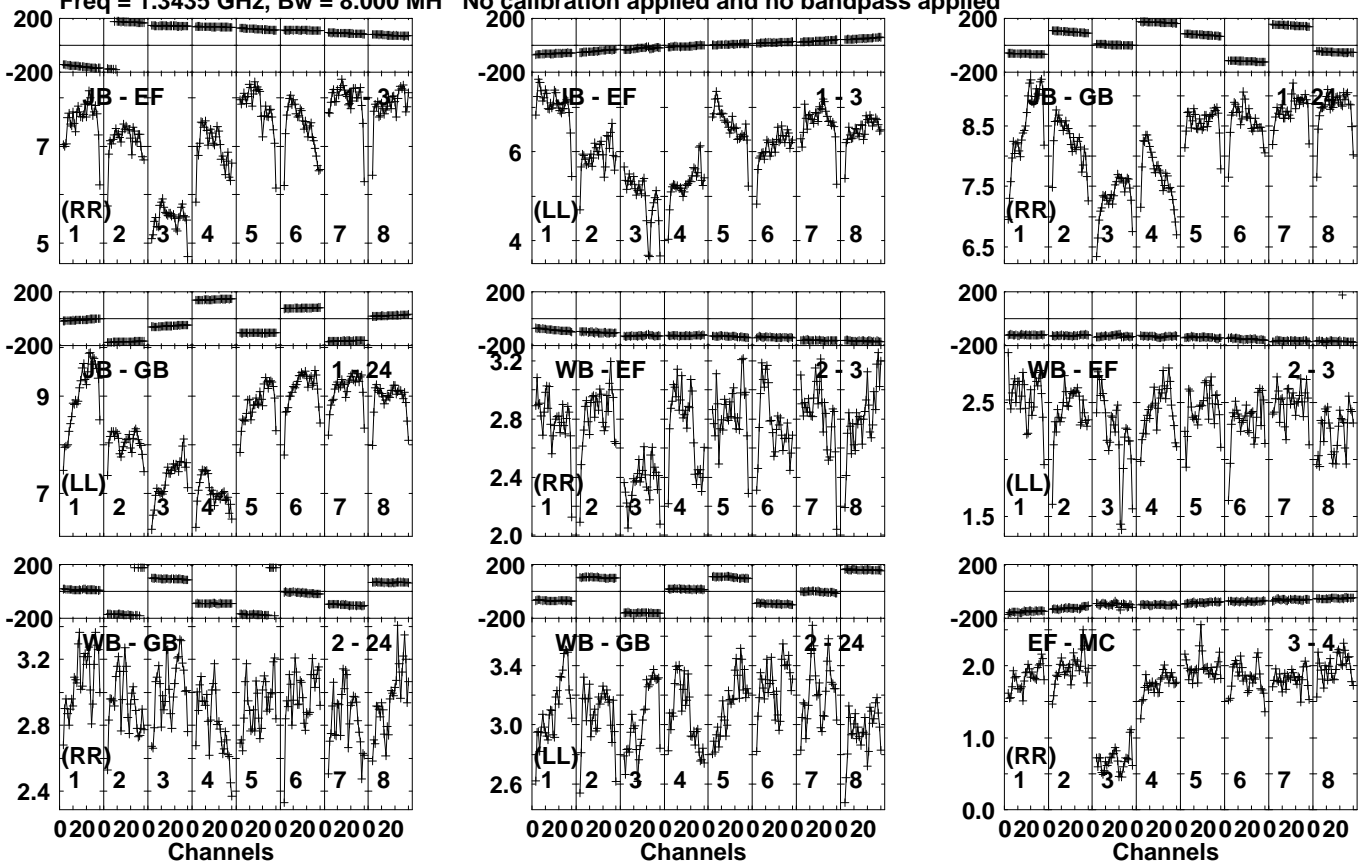 Freq = 1.3435 GHz, Bw = 8.000 MH No calibration applied and no bandpass applied
200 200 200
-200 -200 -200
JB - EF 1 - 3 JB - EF 1 - 3 JB - GB 1 - 24
7 6 8.5
7.5
(RR) (LL) (RR)
1 2 3 4 5 6 7 8 1 2 3 4 5 6 7 8 1 2 3 4 5 6 7 8
5 4 6.5
200 200 200
-200 -200 -200
JB - GB 1 - 24 WB - EF 2 - 3 WB - EF 2 - 3
3.2
9 2.8 2.5
2.4
(LL) (RR) (LL)
7 1.5
1 2 3 4 5 6 7 8 1 2 3 4 5 6 7 8 1 2 3 4 5 6 7 8
2.0
200 200 200
-200 -200 -200
WB - GB 2 - 24 WB - GB 2 - 24 EF - MC 3 - 4
3.2 3.4 2.0
2.8 3.0 1.0
(RR) (LL) (RR)
1 2 3 4 5 6 7 8 1 2 3 4 5 6 7 8 1 2 3 4 5 6 7 8
2.4 2.6 0.0
0 20 0 20 0 20 0 20 0 20 0 20 0 20 0 20 0 20 0 20 0 20 0 20 0 20 0 20 0 20 0 20 0 20 0 20 0 20 0 20 0 20 0 20 0 20 0 20
Channels Channels Channels